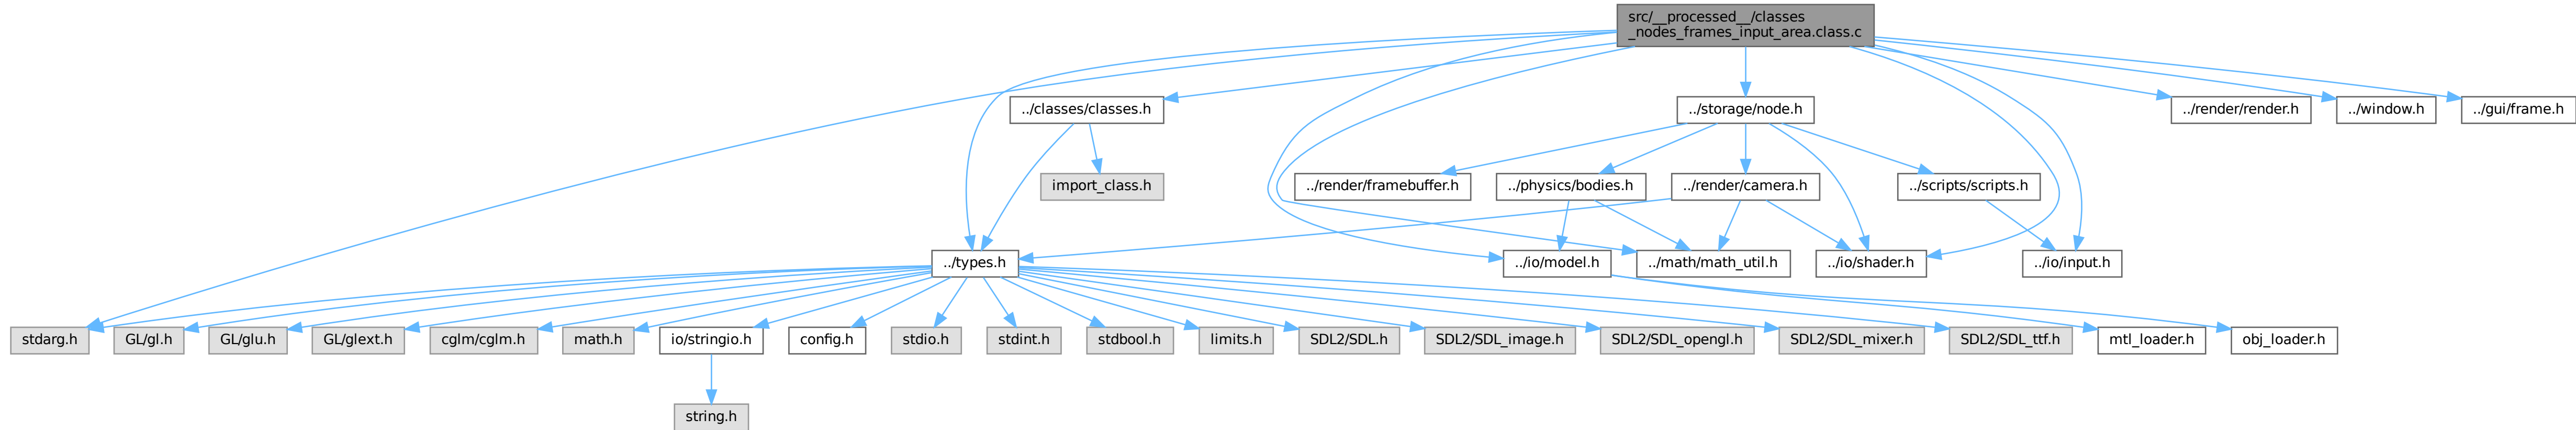 src/__processed__/classes
_nodes_frames_input_area.class.c
../classes/classes.h
../storage/node.h
../render/render.h
../window.h
../gui/frame.h
import_class.h
../render/framebuffer.h
../physics/bodies.h
../render/camera.h
../scripts/scripts.h
../types.h
../io/model.h
../math/math_util.h
../io/shader.h
../io/input.h
stdarg.h
GL/gl.h
GL/glu.h
GL/glext.h
cglm/cglm.h
math.h
io/stringio.h
config.h
stdio.h
stdint.h
stdbool.h
limits.h
SDL2/SDL.h
SDL2/SDL_image.h
SDL2/SDL_opengl.h
SDL2/SDL_mixer.h
SDL2/SDL_ttf.h
mtl_loader.h
obj_loader.h
string.h